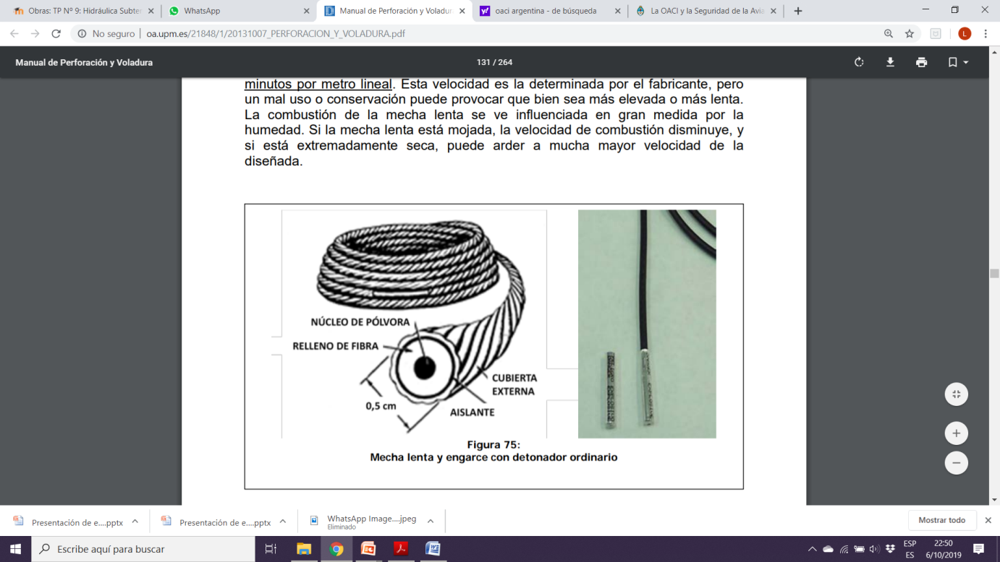 Obras: TP Nº 9: Hidráulica Subter
WhatsApp
Manual de Perforación y Voladur
oaci argentina - de búsqueda
La OACI y la Seguridad de la Avia
No seguro | oa.upm.es/21848/1/20131007_PERFORACION_Y_VOLADURA.pdf
L
Manual de Perforación y Voladura
131 / 264
minutos por metro lineal. Esta velocidad es la determinada por el fabricante, pero
un mal uso o conservación puede provocar que bien sea más elevada o más lenta.
La combustión de la mecha lenta se ve influenciada en gran medida por la
humedad. Si la mecha lenta está mojada, la velocidad de combustión disminuye, y
si está extremadamente seca, puede arder a mucha mayor velocidad de la
diseñada.
NÚCLEO DE PÓLVORA
RELLENO DE FIBRA
CUBIERTA
EXTERNA
0,5 cm
AISLANTE
Figura 75:
Mecha lenta y engarce con detonador ordinario
Presentación de e....pptx
Presentación de e....pptx
WhatsApp Image....jpeg
Eliminado
Mostrar todo
Escribe aquí para buscar
ESP
ES
22:50
6/10/2019